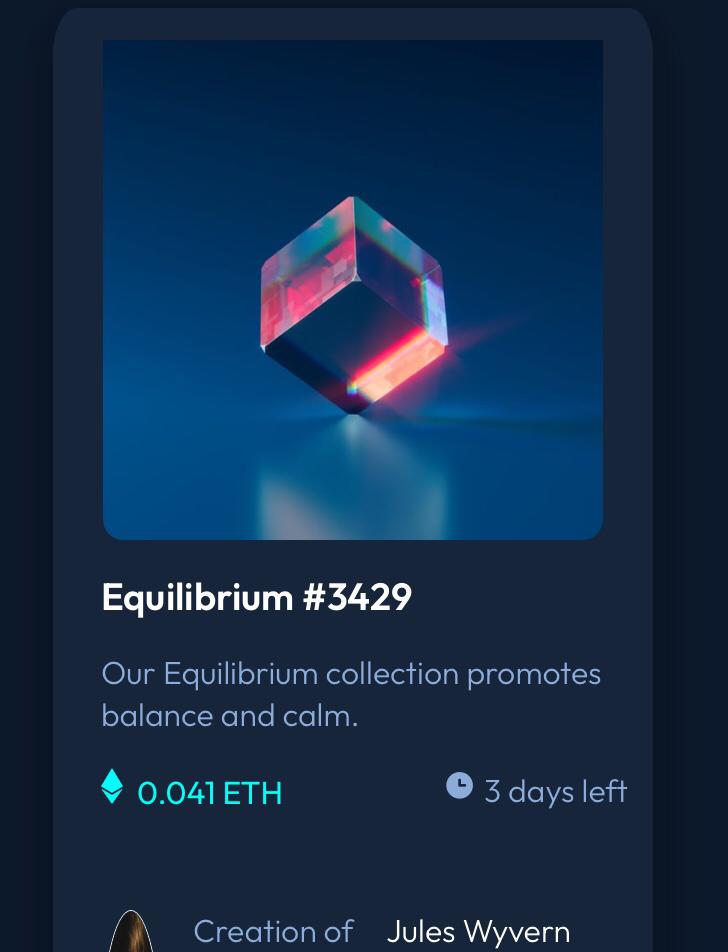 Equilibrium #3429
Our Equilibrium collection promotes
balance and calm.
0.041 ETH 3 days left
Creation of Jules Wyvern